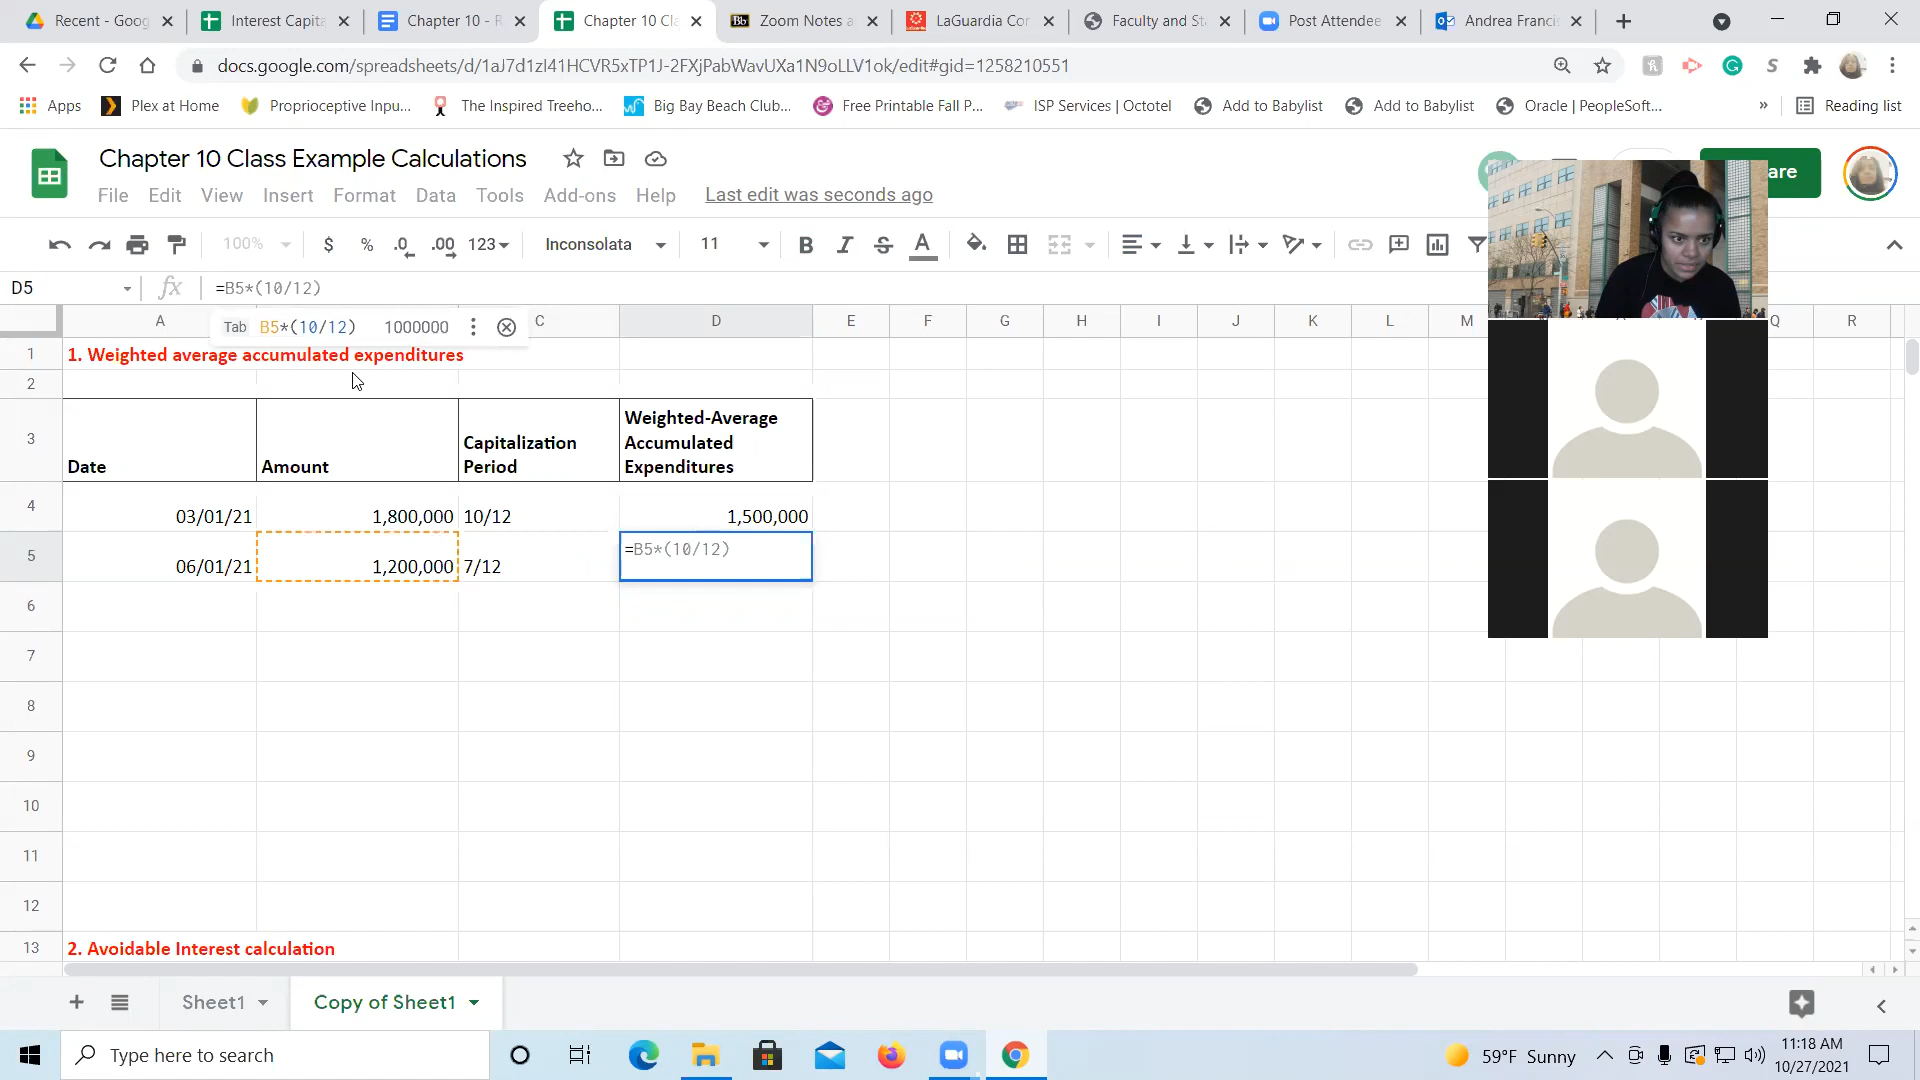 Recent - Goog
Interest Capita
Chapter 10 - R
Chapter 10 Cla
Zoom Notes a
LaGuardia Cor
Faculty and St
Post Attendee
Andrea Francis
docs.google.com/spreadsheets/d/1aJ7d1zI41HCVR5xTP1J-2FXjPabWavUXa1N9oLLV1ok/edit#gid=1258210551
Apps
Plex at Home
Proprioceptive Inpu...
The Inspired Treeho...
Big Bay Beach Club...
Free Printable Fall P...
ISP Services | Octotel
Add to Babylist
Add to Babylist
Oracle | PeopleSoft...
»
Reading list
Chapter 10 Class Example Calculations
are
File Edit View Insert Format Data Tools Add-ons Help
Last edit was seconds ago
100% $ % .0 .00 123 Inconsolata 11 B I S A
D5 fx =B5*(10/12)
Tab B5*(10/12) 1000000
A C D E F G H I J K L M Q R
1 1. Weighted average accumulated expenditures
2
3 Date Amount Capitalization Period Weighted-Average Accumulated Expenditures
4 03/01/21 1,800,000 10/12 1,500,000
5 06/01/21 1,200,000 7/12 =B5*(10/12)
6
7
8
9
10
11
12
13 2. Avoidable Interest calculation
Sheet1 Copy of Sheet1
Type here to search
59°F Sunny
11:18 AM
10/27/2021